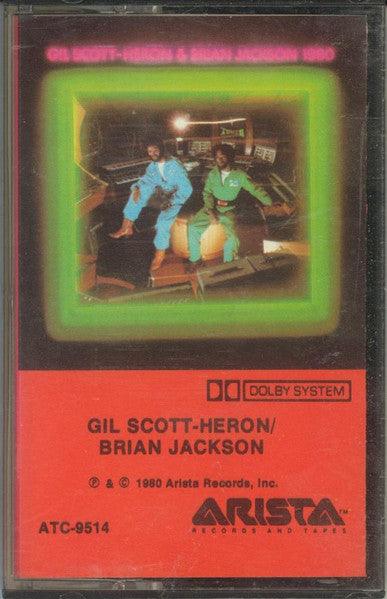 GIL SCOTT-HERON & BRIAN JACKSON 1980
DOLBY SYSTEM
GIL SCOTT-HERON/
BRIAN JACKSON
℗ & © 1980 Arista Records, Inc.
ATC-9514
ARISTA™
RECORDS AND TAPES